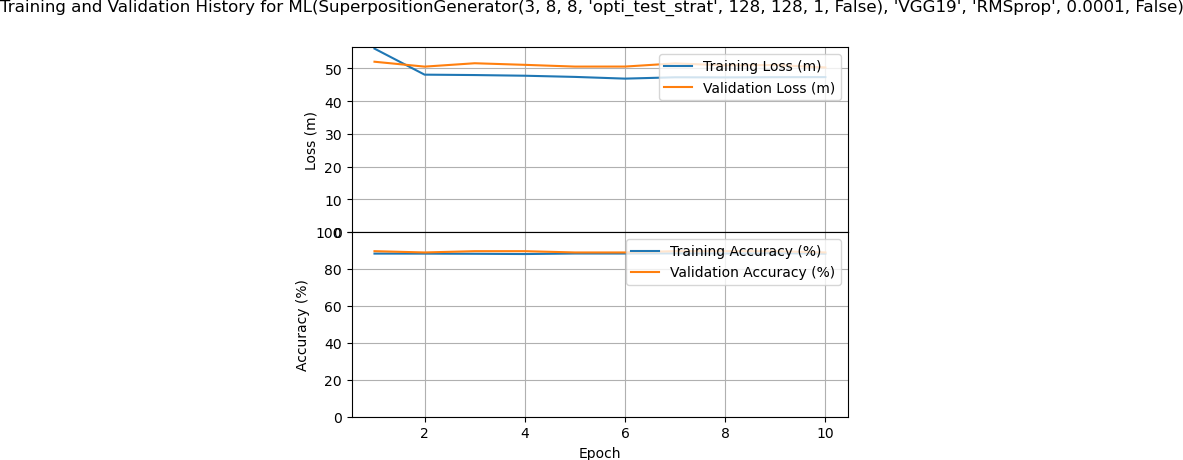 Training and Validation History for ML(SuperpositionGenerator(3, 8, 8, 'opti_test_strat', 128, 128, 1, False), 'VGG19', 'RMSprop', 0.0001, False)
50
40
30
20
10
0
Loss (m)
Training Loss (m)
Validation Loss (m)
100
80
60
40
20
0
Accuracy (%)
Training Accuracy (%)
Validation Accuracy (%)
2 4 6 8 10
Epoch